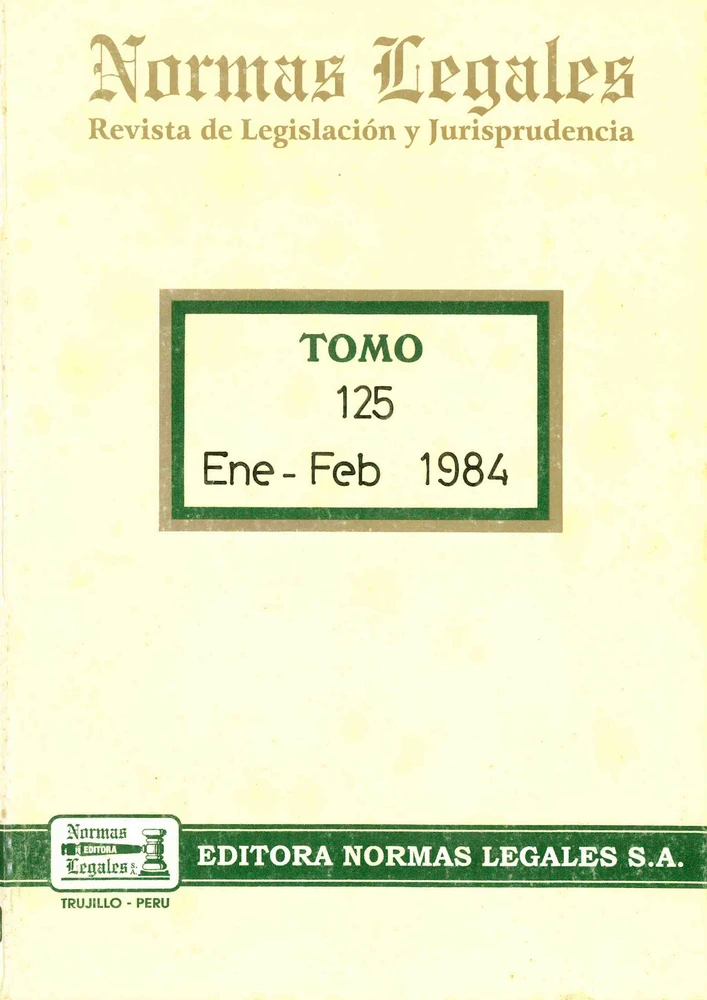 Normas Legales
Revista de Legislación y Jurisprudencia
TOMO
125
Ene - Feb 1984
Normas
EDITORA
Legales S.A.
EDITORA NORMAS LEGALES S.A.
TRUJILLO - PERU